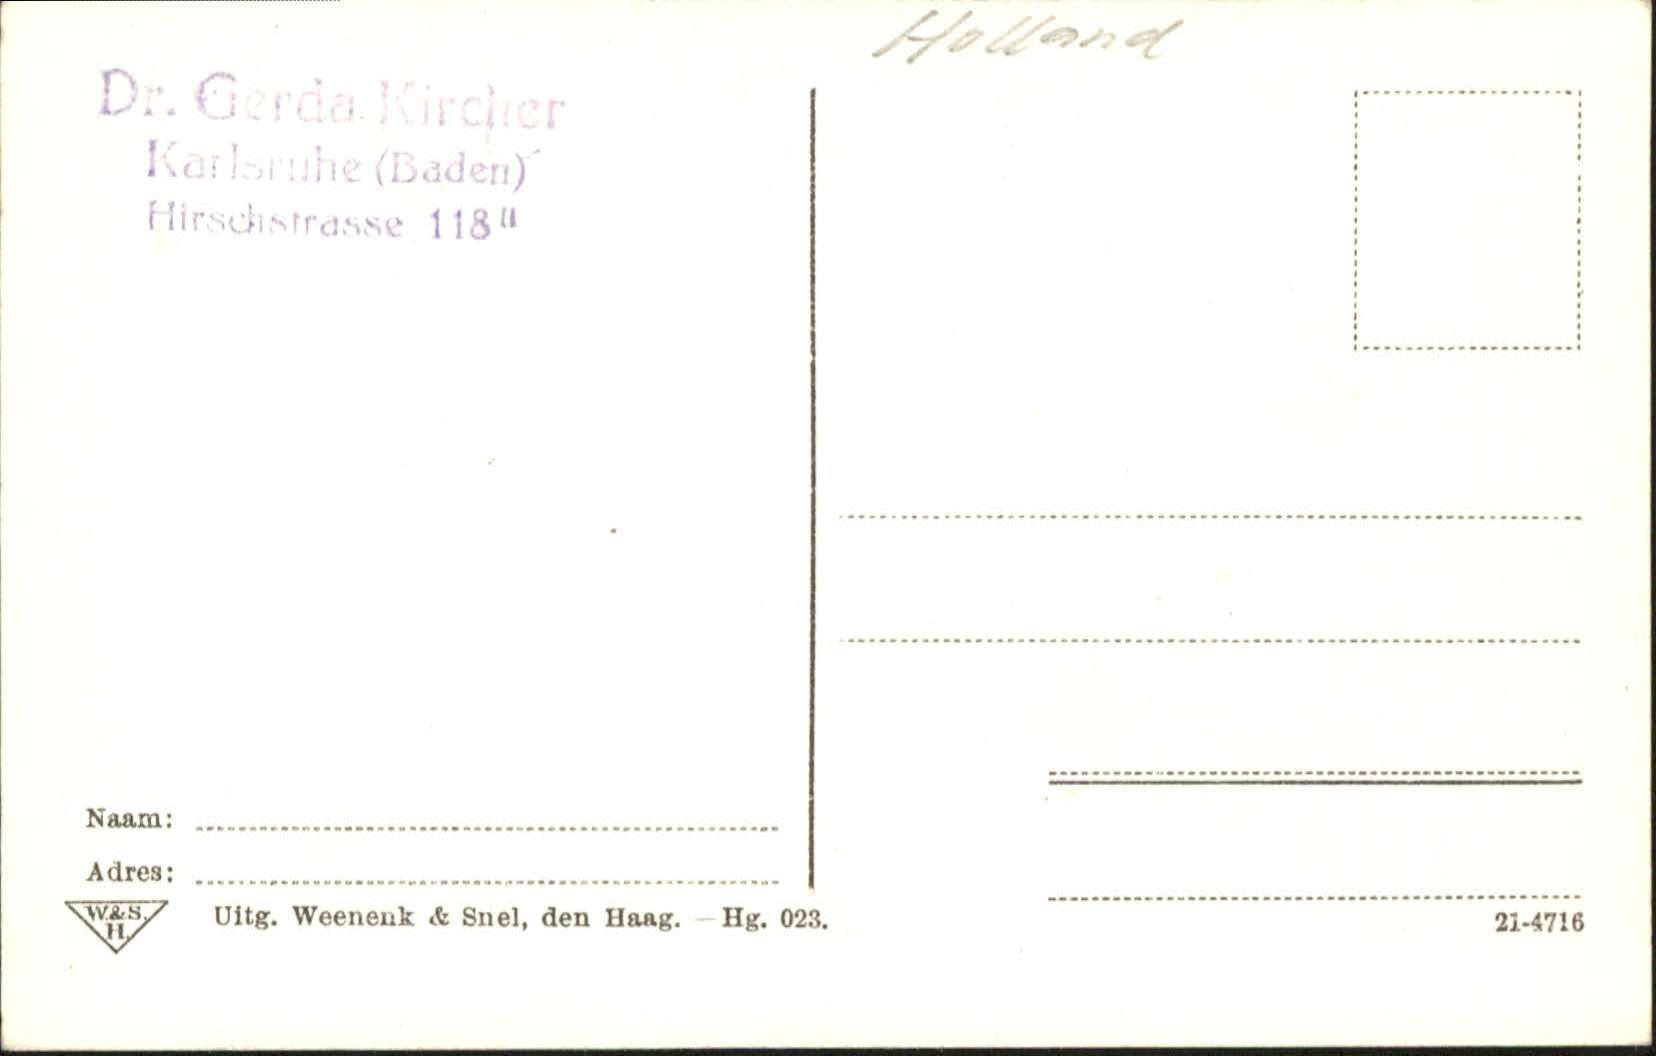 Holland
Dr. Gerda Kircher
Karlsruhe (Baden)
Hirschstrasse 118 II
Naam:
Adres:
W. & S.
H.
Uitg. Weenenk & Snel, den Haag. — Hg. 023.
21-4716